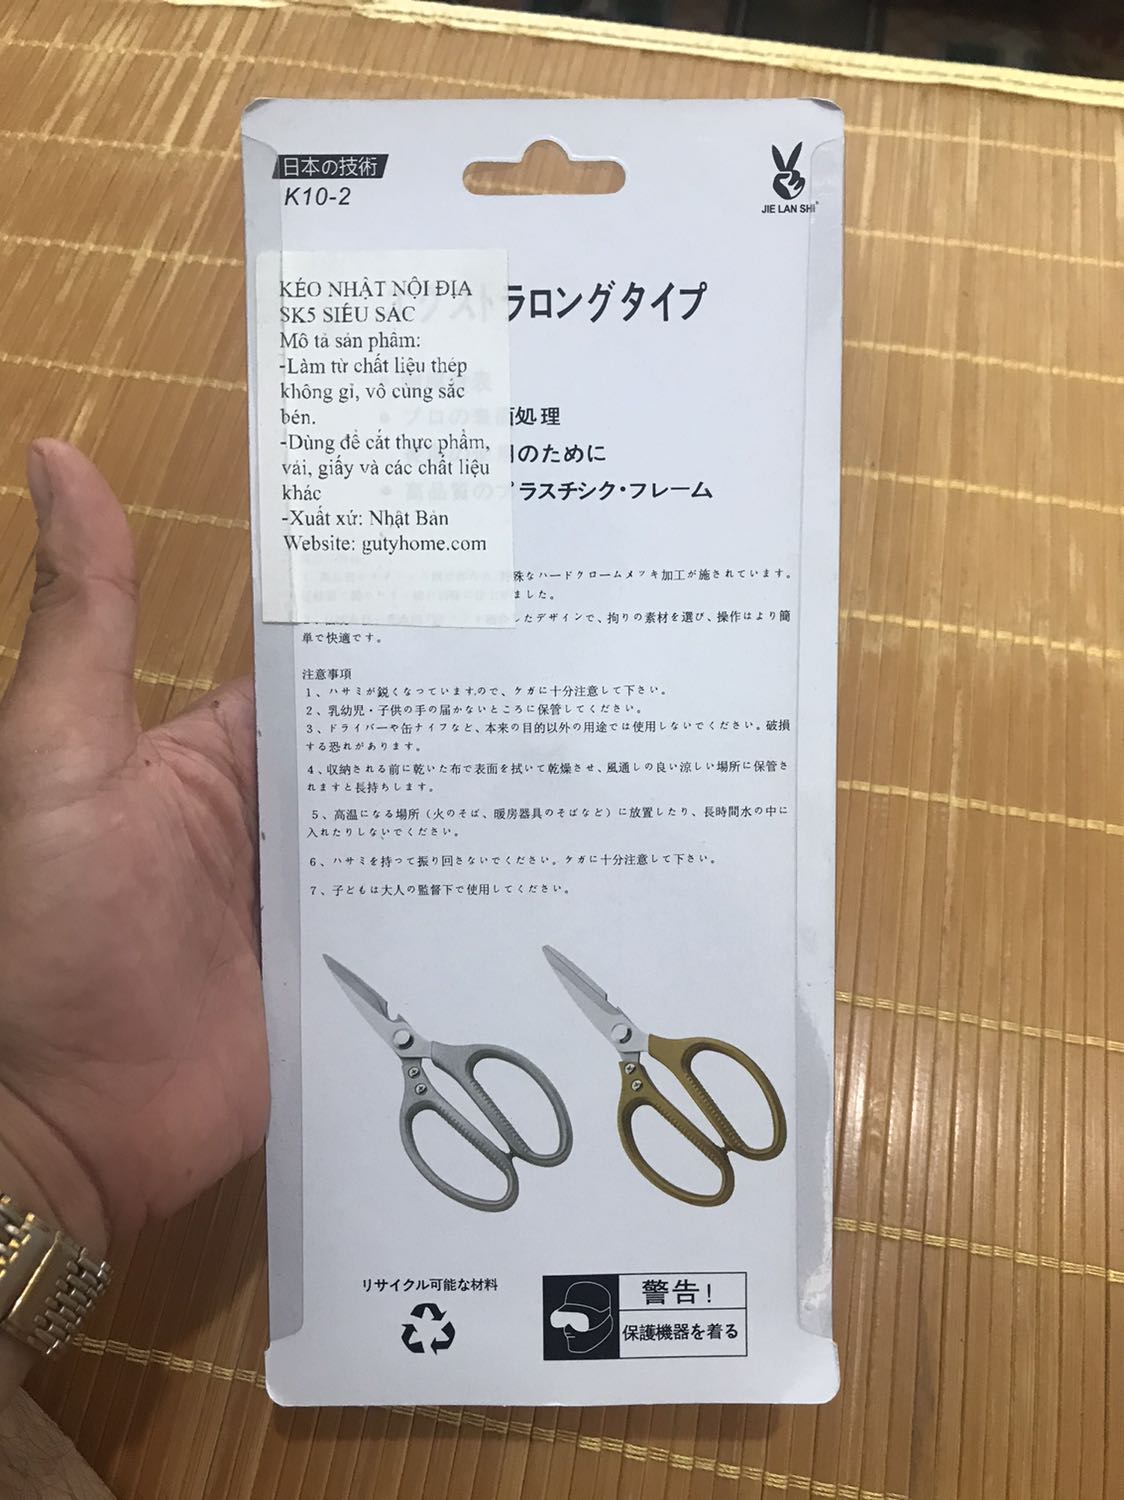 日本の技術
K10-2
JIE LAN SHI
KÉO NHẬT NỘI ĐỊA
SK5 SIÊU SẮC
Mô tả sản phẩm:
-Làm từ chất liệu thép
không gỉ, vô cùng sắc
bén.
-Dùng để cắt thực phẩm,
vải, giấy và các chất liệu
khác
-Xuất xứ: Nhật Bản
Website: gutyhome.com
ストラロングタイプ
プロの 処理
のために
高品質のプラスチシク・フレーム
殊なハードクロームメツキ加工が施されています。
ました。
したデザインで、拘りの素材を選び、操作はより簡
単で快適です。
注意事項
1、ハサミが鋭くなつていますので、ケガに十分注意して下さい。
2、乳幼児・子供の手の届かないところに保管してください。
3、ドライバーや缶ナイフなど、本来の目的以外の用途では使用しないでください。破損
する恐れがあります。
4、収納される前に乾いた布で表面を拭いて乾燥させ、風通しの良い涼しい場所に保管さ
れますと長持ちします。
5、高温になる場所（火のそば、暖房器具のそばなど）に放置したり、長時間水の中に
入れたりしないでください。
6、ハサミを持つて振り回さないでください。ケガに十分注意して下さい。
7、子どもは大人の監督下で使用してください。
リサイクル可能な材料
警告！
保護機器を着る